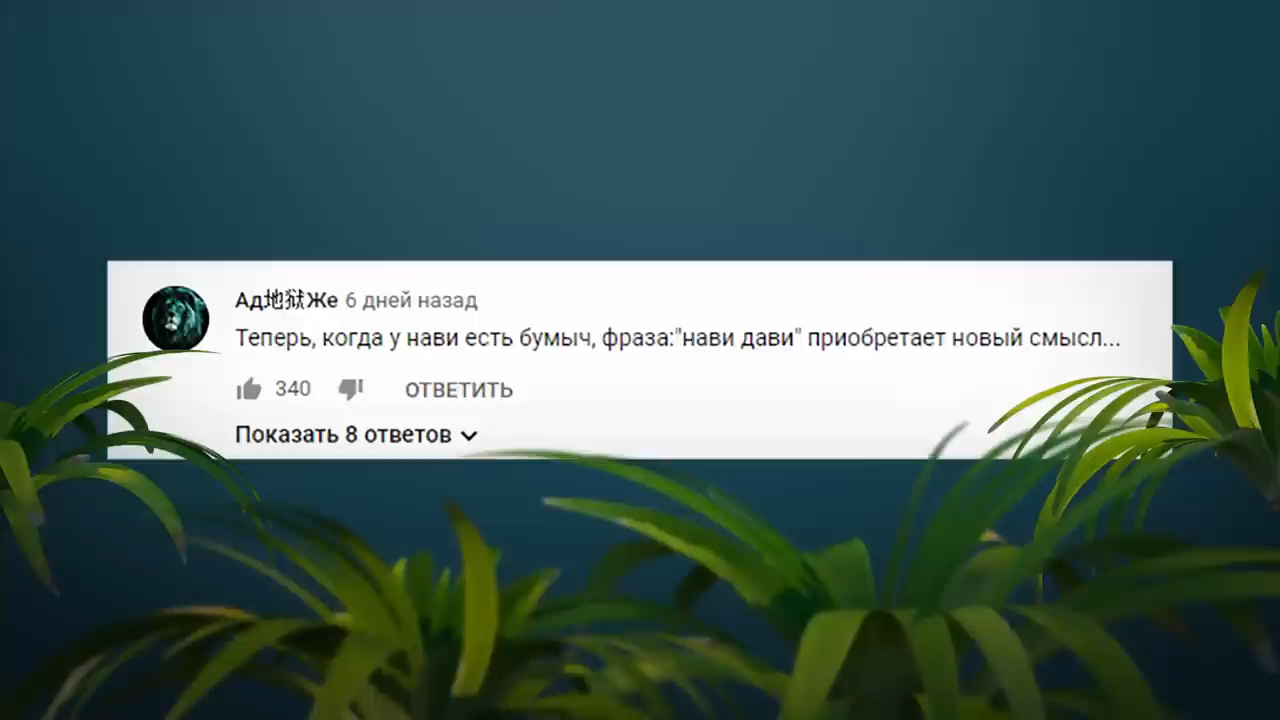 Ад地狱Же 6 дней назад
Теперь, когда у нави есть бумыч, фраза:"нави дави" приобретает новый смысл...
340 ОТВЕТИТЬ
Показать 8 ответов